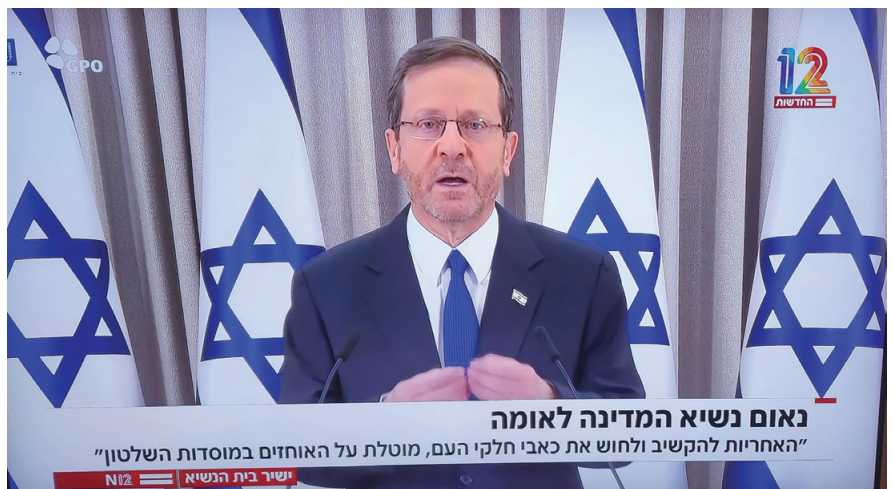 GPO
בית
12
החדשות
נאום נשיא המדינה לאומה
"האחריות להקשיב ולחוש את כאבי חלקי העם, מוטלת על האוחזים במוסדות השלטון"
ישיר בית הנשיא N12